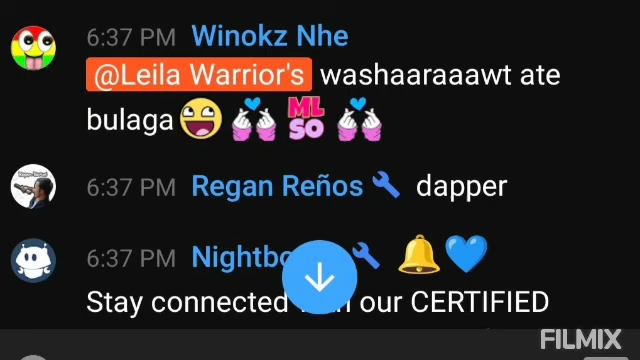 6:37 PM Winokz Nhe
@Leila Warrior's washaaraaawt ate
bulaga ML SO
6:37 PM Regan Reños dapper
6:37 PM Nightbo
Stay connected our CERTIFIED
FILMIX